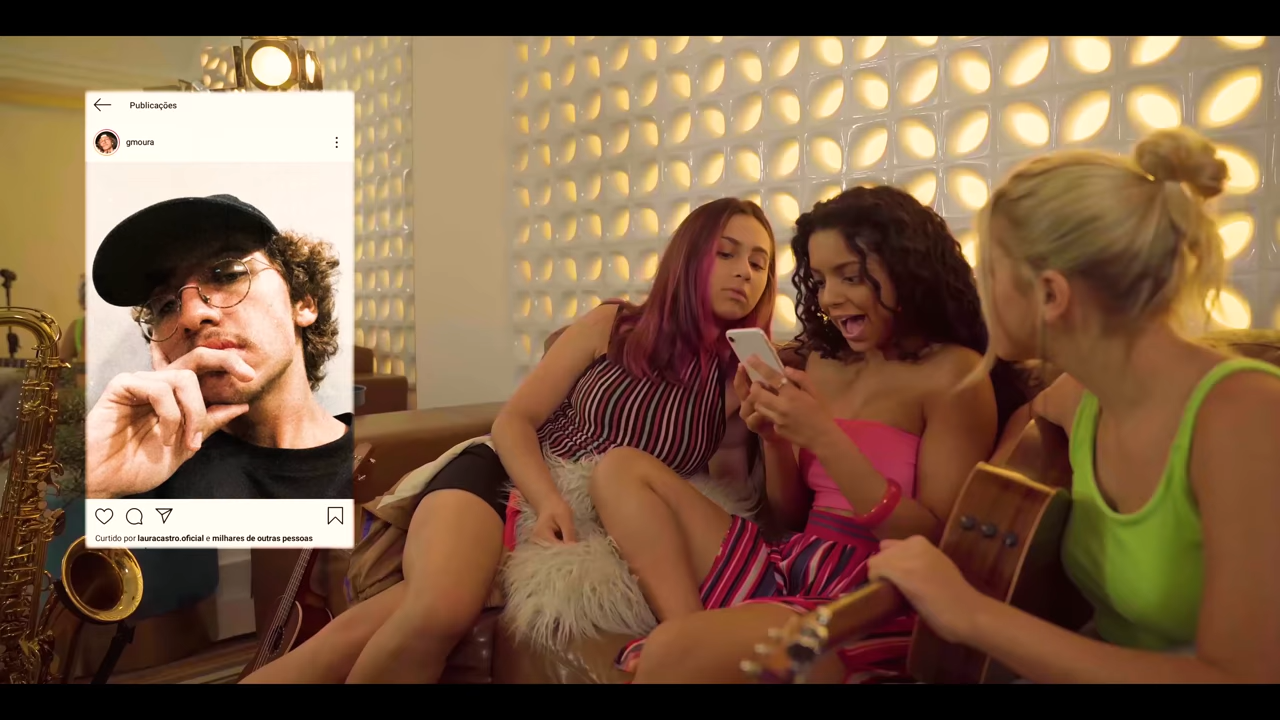 Publicações
gmoura
Curtido por lauracastro.oficial e milhares de outras pessoas